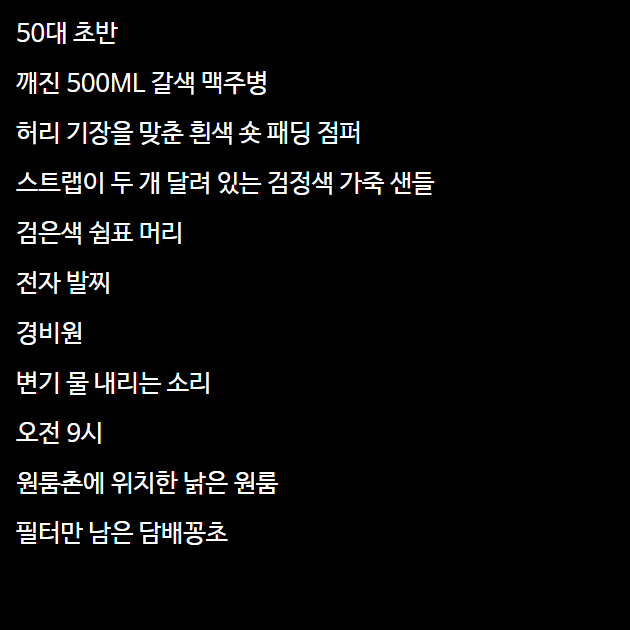 50대 초반
깨진 500ML 갈색 맥주병
허리 기장을 맞춘 흰색 숏 패딩 점퍼
스트랩이 두 개 달려 있는 검정색 가죽 샌들
검은색 쉼표 머리
전자 발찌
경비원
변기 물 내리는 소리
오전 9시
원룸촌에 위치한 낡은 원룸
필터만 남은 담배꽁초